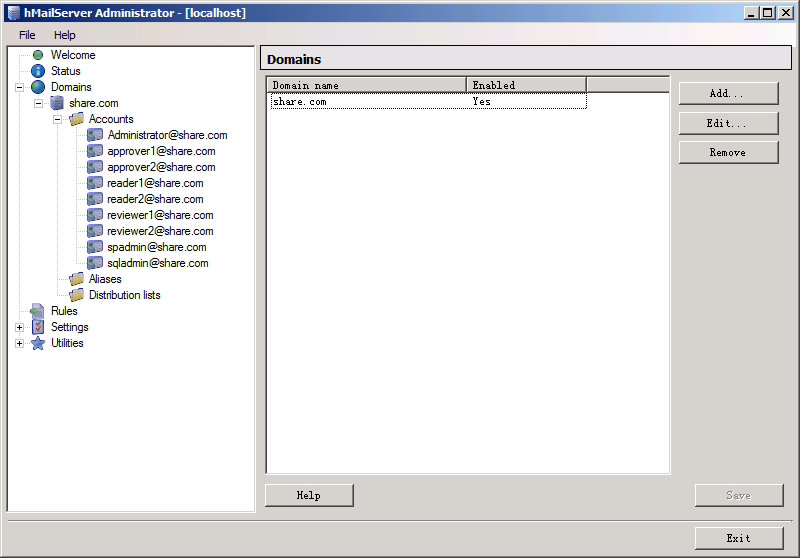 hMailServer Administrator - [localhost]
File Help
Welcome
Status
Domains
share.com
Accounts
Administrator@share.com
approver1@share.com
approver2@share.com
reader1@share.com
reader2@share.com
reviewer1@share.com
reviewer2@share.com
spadmin@share.com
sqladmin@share.com
Aliases
Distribution lists
Rules
Settings
Utilities
Domains
Domain name Enabled
share.com Yes
Add...
Edit...
Remove
Help Save
Exit